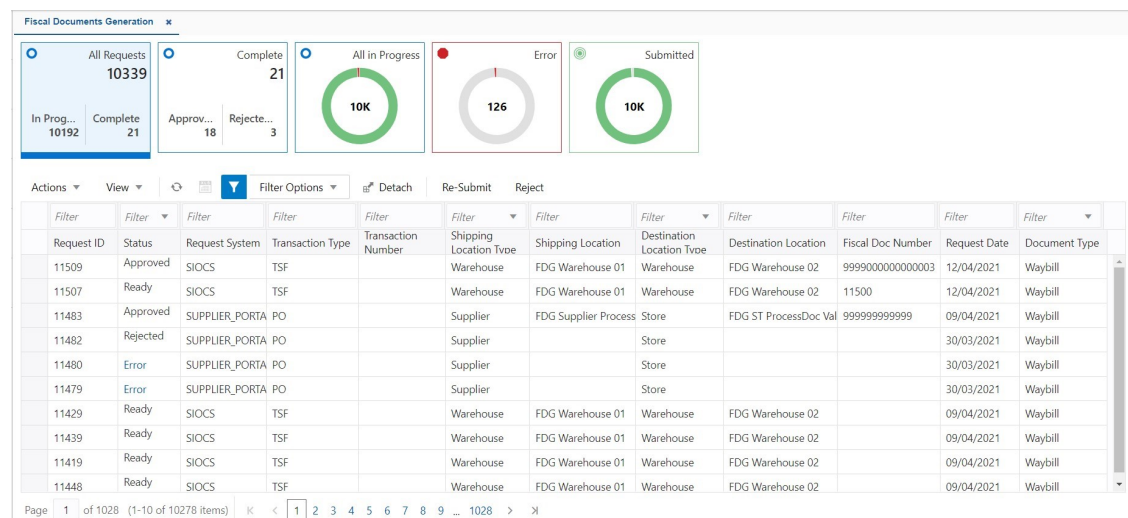 Fiscal Documents Generation ×
All Requests
10339
In Prog... Complete
10192 21
Complete
21
Approv... Rejecte...
18 3
All in Progress
10K
Error
126
Submitted
10K
Actions View Filter Options Detach Re-Submit Reject
Filter Filter Filter Filter Filter Filter Filter Filter Filter Filter Filter Filter
Request ID Status Request System Transaction Type Transaction Number Shipping Location Type Shipping Location Destination Location Type Destination Location Fiscal Doc Number Request Date Document Type
11509 Approved SIOCS TSF Warehouse FDG Warehouse 01 Warehouse FDG Warehouse 02 9999000000000003 12/04/2021 Waybill
11507 Ready SIOCS TSF Warehouse FDG Warehouse 01 Warehouse FDG Warehouse 02 11500 12/04/2021 Waybill
11483 Approved SUPPLIER_PORTA PO Supplier FDG Supplier Process Store FDG ST ProcessDoc Val 999999999999 09/04/2021 Waybill
11482 Rejected SUPPLIER_PORTA PO Supplier Store 30/03/2021 Waybill
11480 Error SUPPLIER_PORTA PO Supplier Store 30/03/2021 Waybill
11479 Error SUPPLIER_PORTA PO Supplier Store 30/03/2021 Waybill
11429 Ready SIOCS TSF Warehouse FDG Warehouse 01 Warehouse FDG Warehouse 02 09/04/2021 Waybill
11439 Ready SIOCS TSF Warehouse FDG Warehouse 01 Warehouse FDG Warehouse 02 09/04/2021 Waybill
11419 Ready SIOCS TSF Warehouse FDG Warehouse 01 Warehouse FDG Warehouse 02 09/04/2021 Waybill
11448 Ready SIOCS TSF Warehouse FDG Warehouse 01 Warehouse FDG Warehouse 02 09/04/2021 Waybill
Page 1 of 1028 (1-10 of 10278 items) 1 2 3 4 5 6 7 8 9 ... 1028